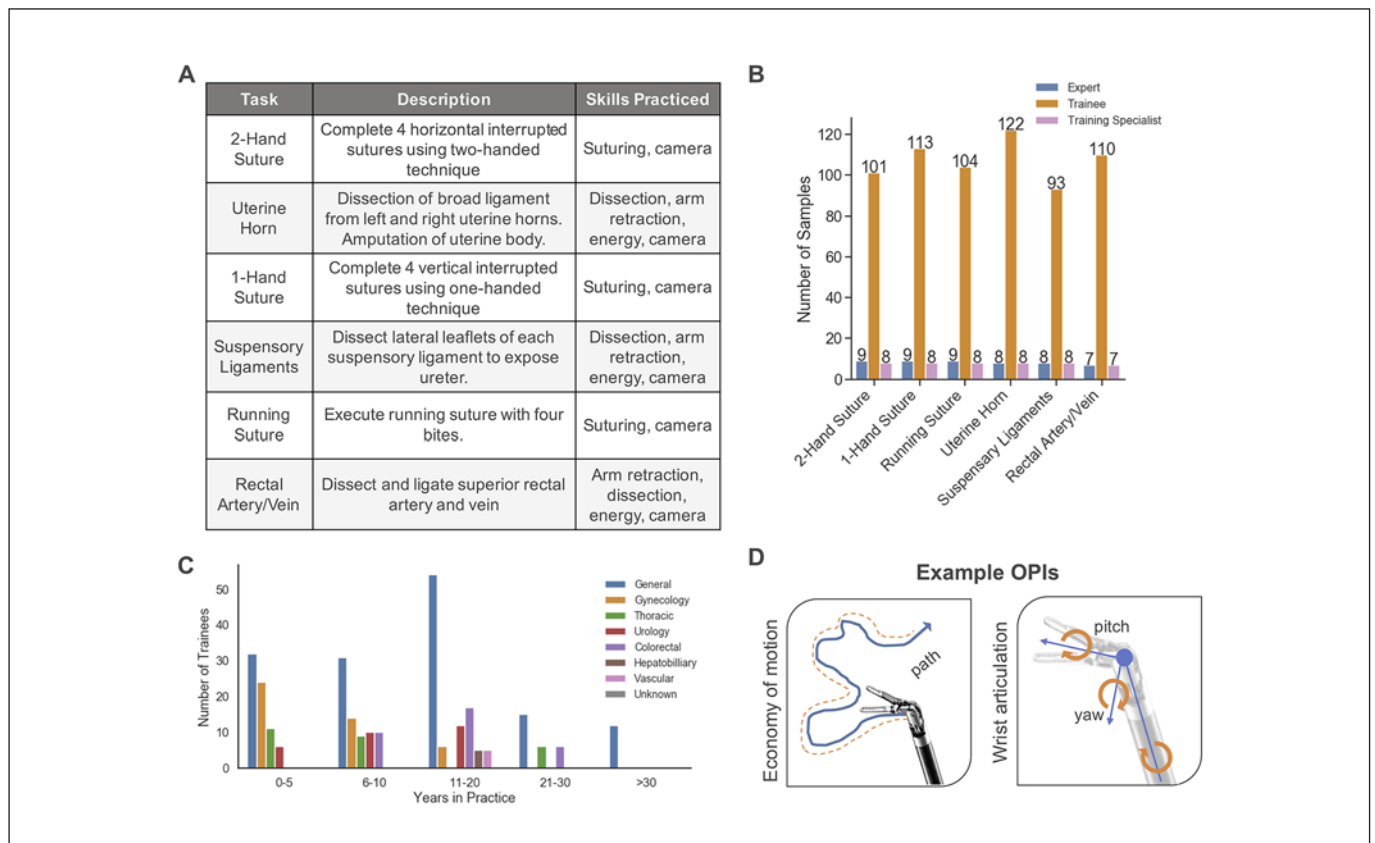 A
Task Description Skills Practiced
2-Hand
Suture
Complete 4 horizontal interrupted
sutures using two-handed
technique
Suturing, camera
Uterine
Horn
Dissection of broad ligament
from left and right uterine horns.
Amputation of uterine body.
Dissection, arm
retraction,
energy, camera
1-Hand
Suture
Complete 4 vertical interrupted
sutures using one-handed
technique
Suturing, camera
Suspensory
Ligaments
Dissect lateral leaflets of each
suspensory ligament to expose
ureter.
Dissection, arm
retraction,
energy, camera
Running
Suture
Execute running suture with four
bites.
Suturing, camera
Rectal
Artery/Vein
Dissect and ligate superior rectal
artery and vein
Arm retraction,
dissection,
energy, camera
B
Expert
Trainee
Training Specialist
Number of Samples
120
100
80
60
40
20
0
9 101 8
9 113 8
9 104 8
8 122 8
8 93 8
7 110 7
2-Hand Suture
1-Hand Suture
Running Suture
Uterine Horn
Suspensary Ligaments
Rectal Artery/Vein
C
Number of Trainees
50
40
30
20
10
0
General
Gynecology
Thoracic
Urology
Colorectal
Hepatobilliary
Vascular
Unknown
0-5 6-10 11-20 21-30 >30
Years in Practice
D
Example OPIs
Economy of motion
path
Wrist articulation
pitch
yaw